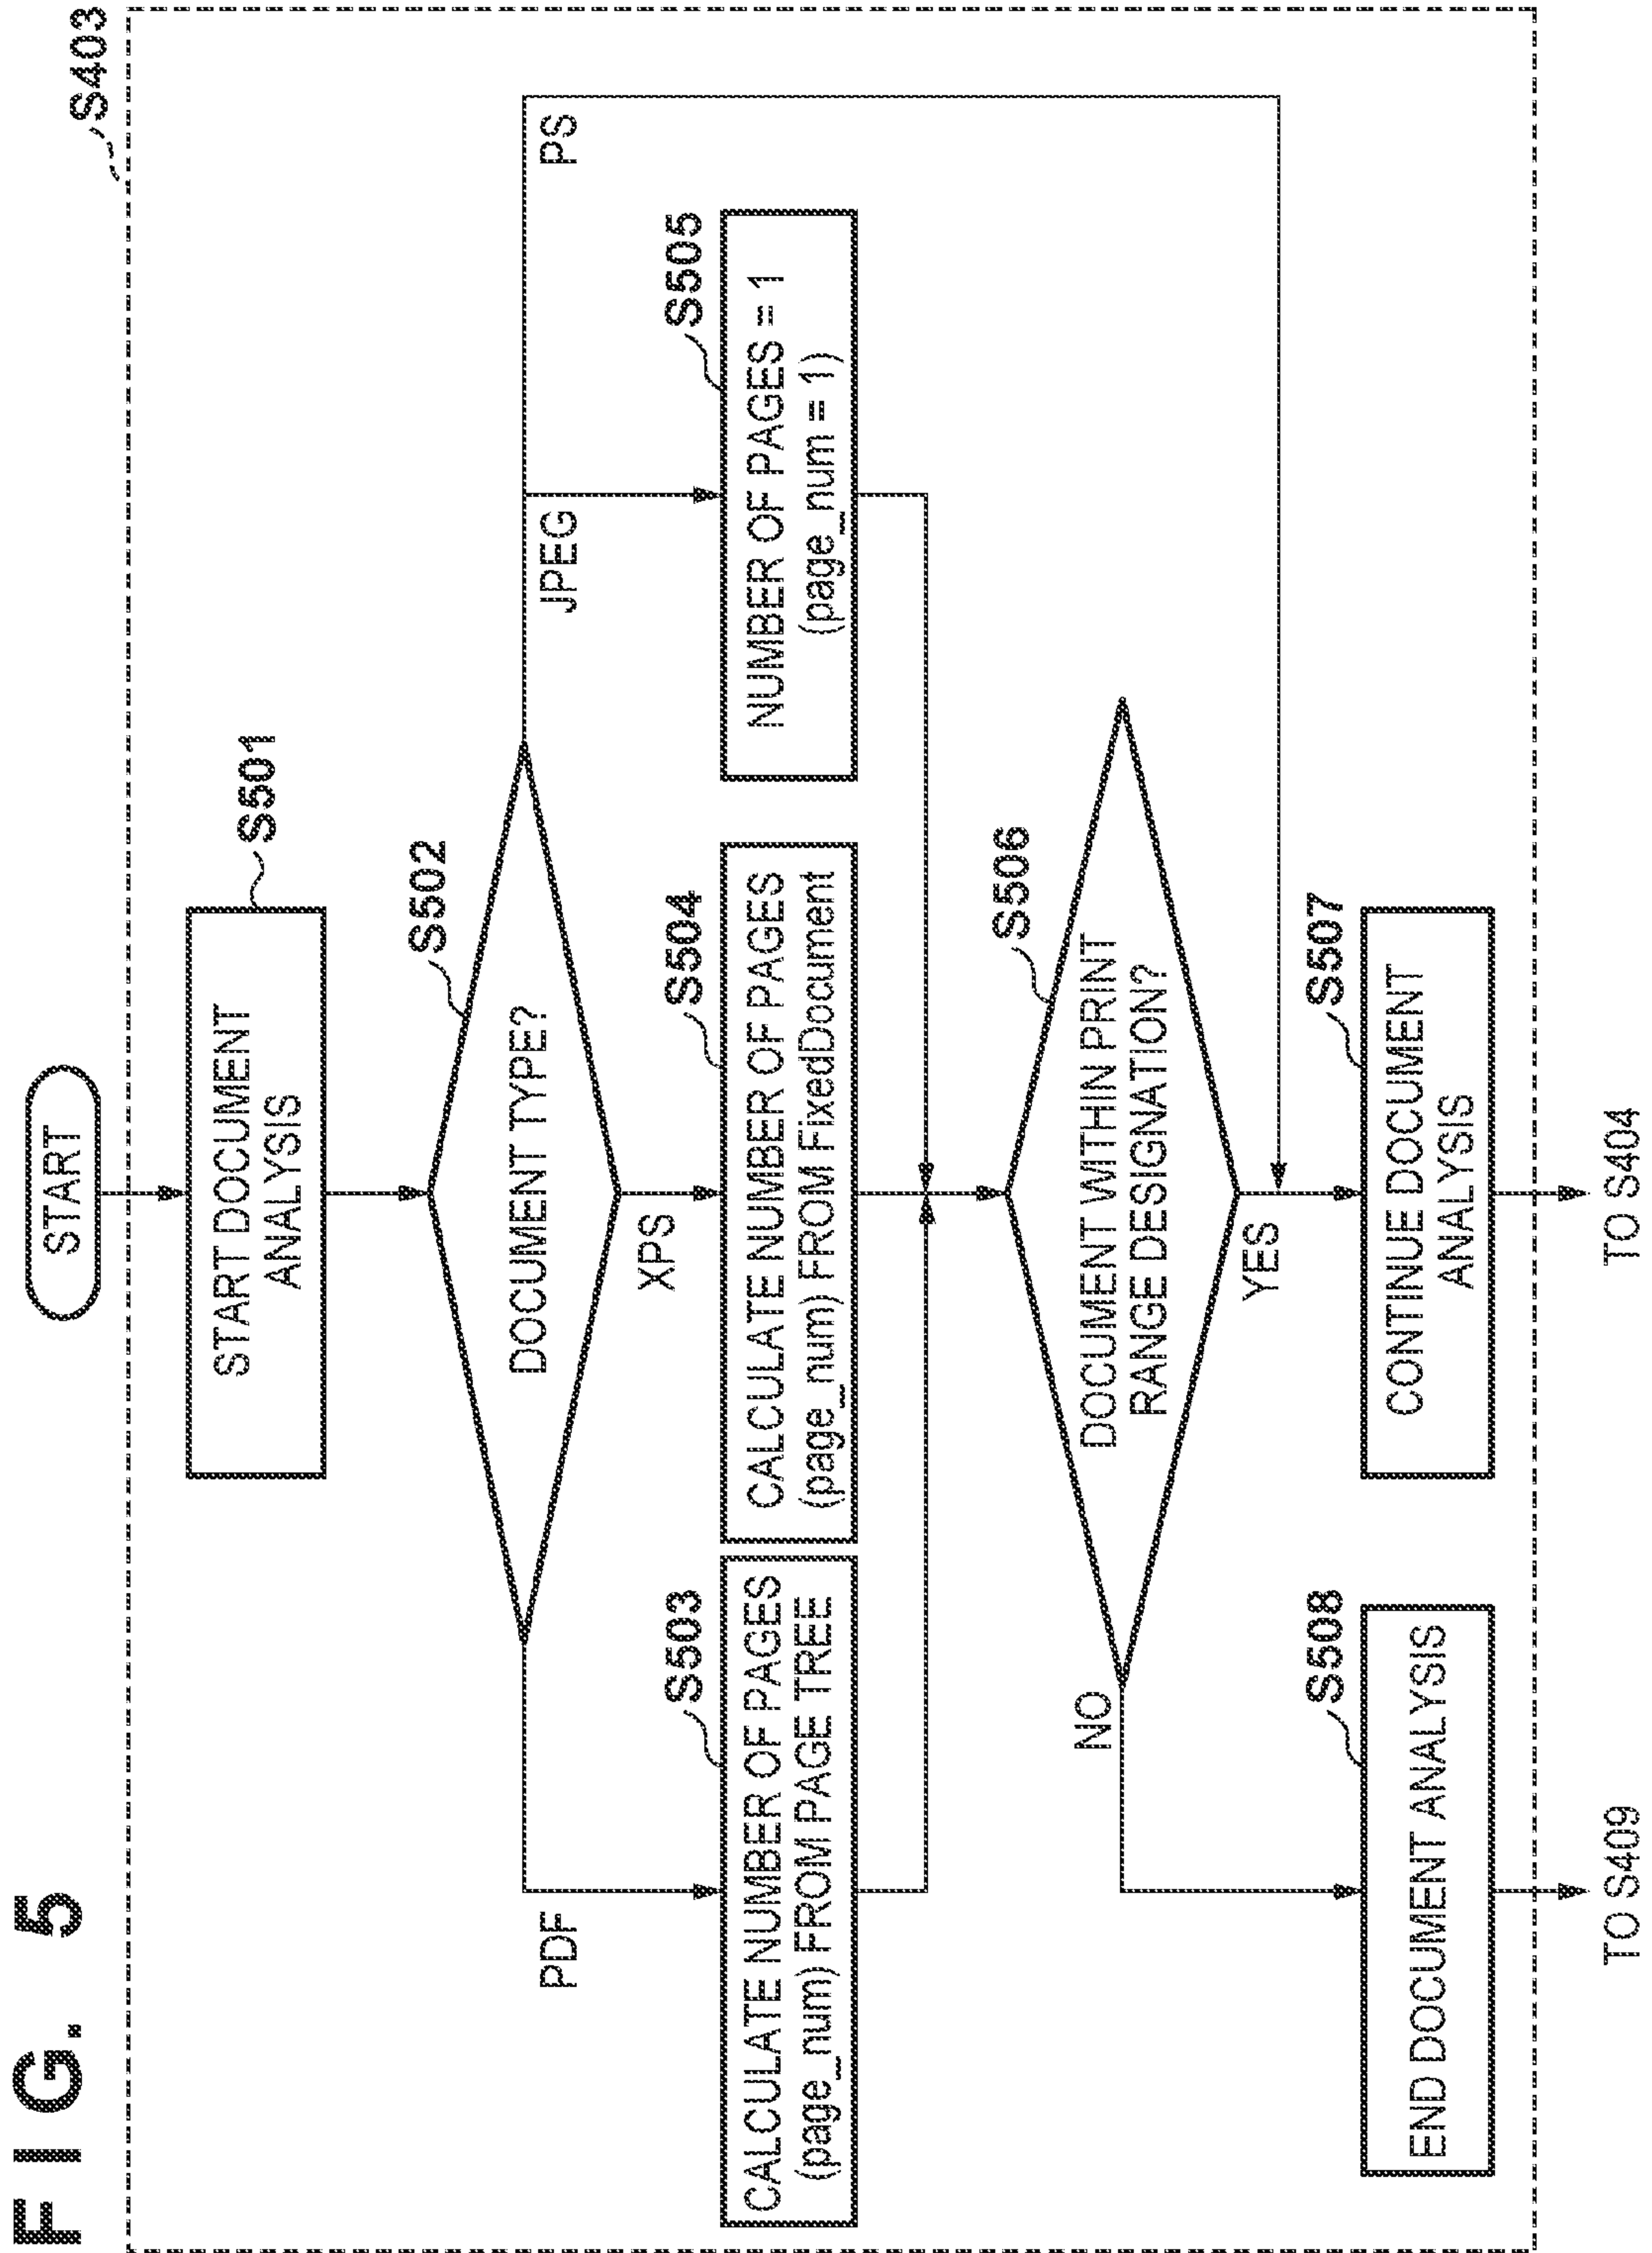 FIG. 5
START
S403
START DOCUMENT
ANALYSIS
S501
DOCUMENT TYPE?
S502
PDF
XPS
JPEG
PS
CALCULATE NUMBER OF PAGES
(page_num) FROM PAGE TREE
S503
CALCULATE NUMBER OF PAGES
(page_num) FROM FixedDocument
S504
NUMBER OF PAGES = 1
(page_num = 1)
S505
DOCUMENT WITHIN PRINT
RANGE DESIGNATION?
S506
NO
YES
END DOCUMENT ANALYSIS
S508
CONTINUE DOCUMENT
ANALYSIS
S507
TO S409
TO S404